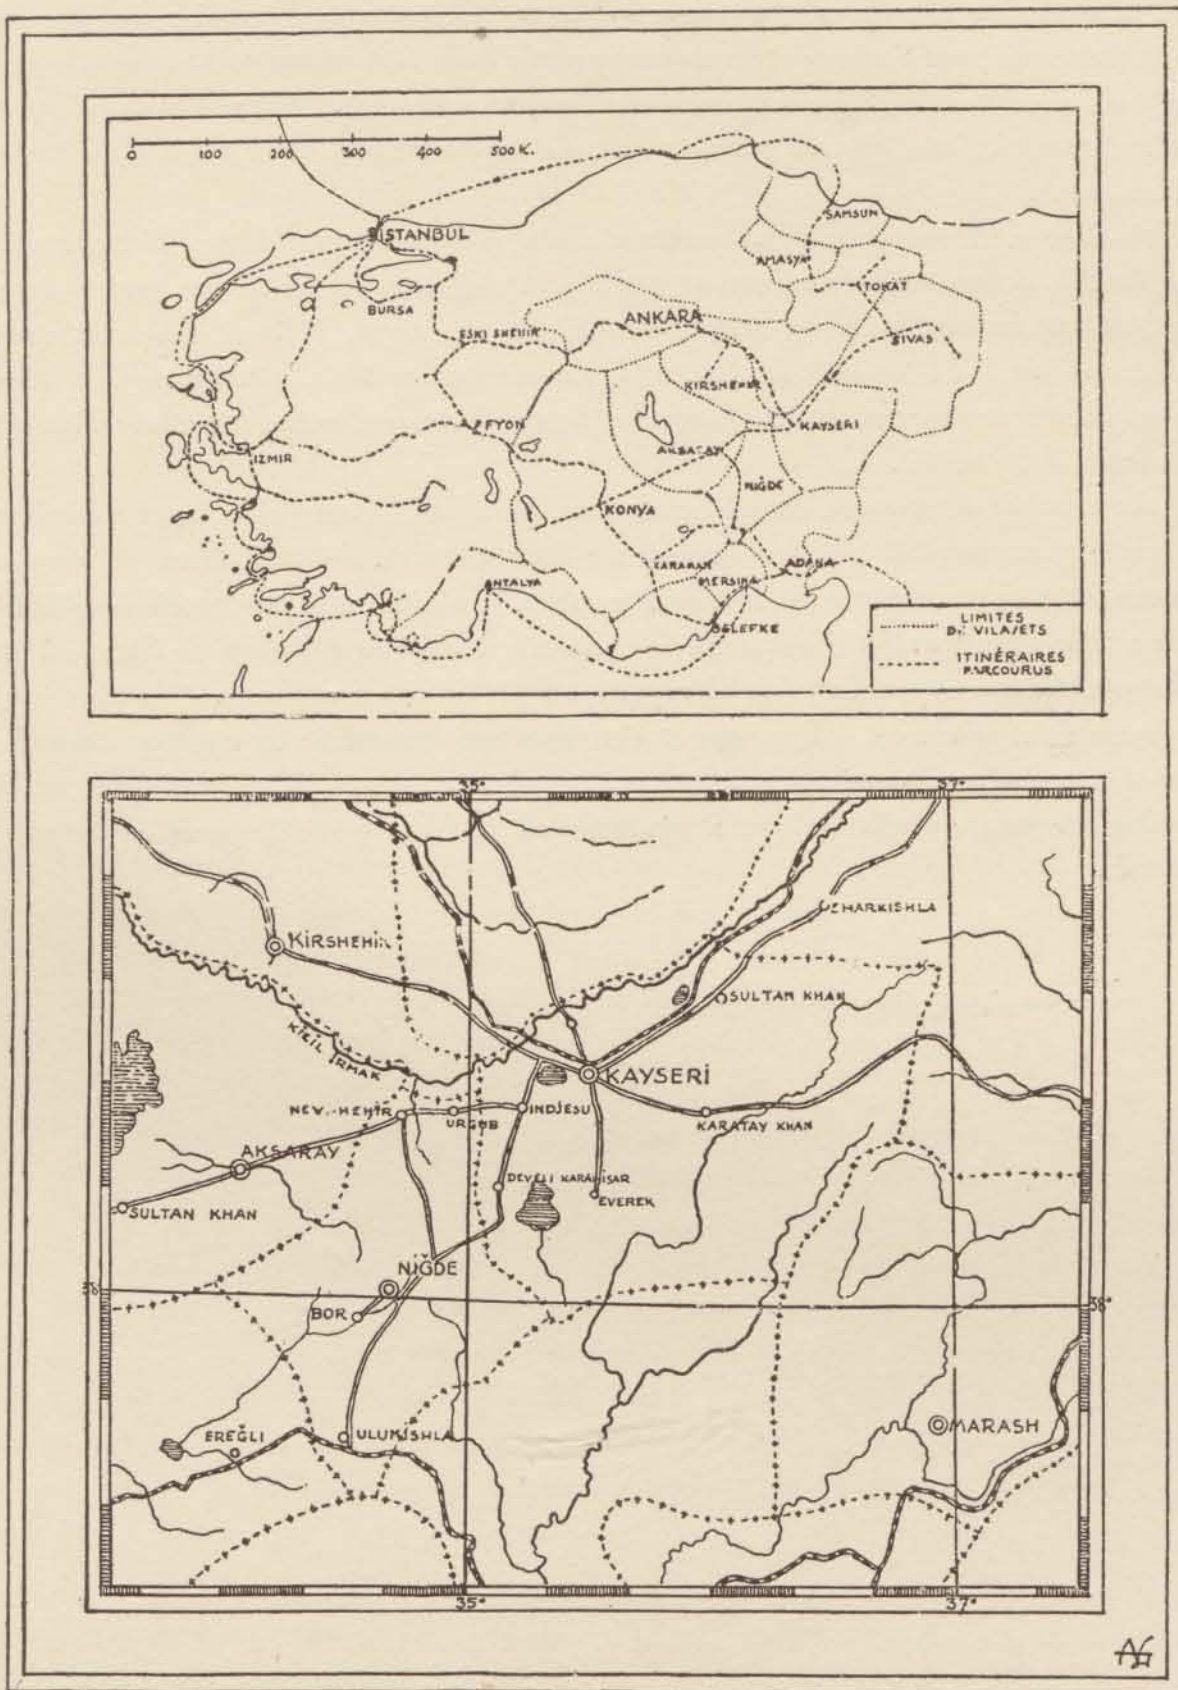 0 100 200 300 400 500 K.
SAMSUN
ISTANBUL
AMASYA
TOKAT
BURSA
ANKARA
ESKI SHEHIR
SIVAS
KIRSHEHIR
KAYSERI
AFYON
AKSARAY
IZMIR
NIĞDE
KONYA
KARAMAN
ADANA
ANTALYA
MERSINA
SELEFKE
LIMITES
DE VILAYETS
ITINÉRAIRES
PARCOURUS
35° 37°
SHARKISHLA
KIRSHEHIR
SULTAN KHAN
KIZIL IRMAK
KAYSERI
NEWSHEHIR
URGUB
INDJESU
KARATAY KHAN
AKSARAY
DEVELI KARAHISAR
EVEREK
SULTAN KHAN
NIĞDE
38°
38°
BOR
MARASH
EREĞLI
ULUKISHLA
35° 37°
AG